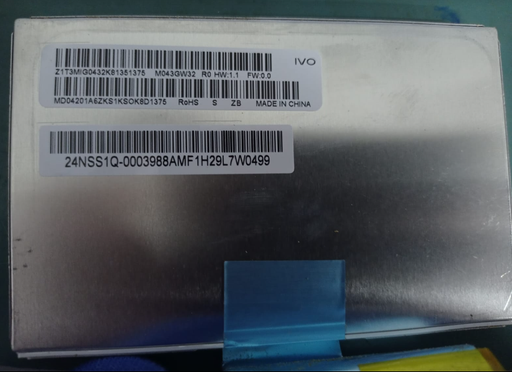 IVO
Z1T3MIG0432K81351375 M043GW32 R0 HW:1.1 FW:0.0
MD04201A6ZKS1KSOK8D1375 RoHS S ZB MADE IN CHINA
24NSS1Q-0003988AMF1H29L7W0499